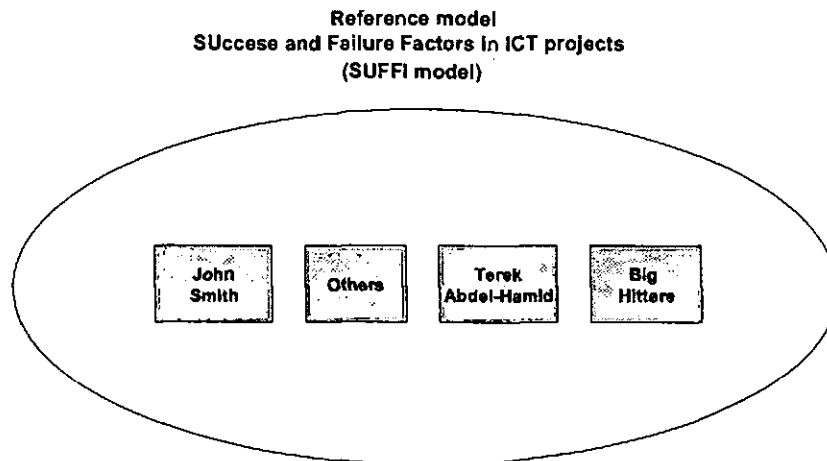 Reference model
SUccese and Failure Factors in ICT projects
(SUFFI model)
John
Smith
Others
Terek
Abdel-Hamid
Big
Hitters